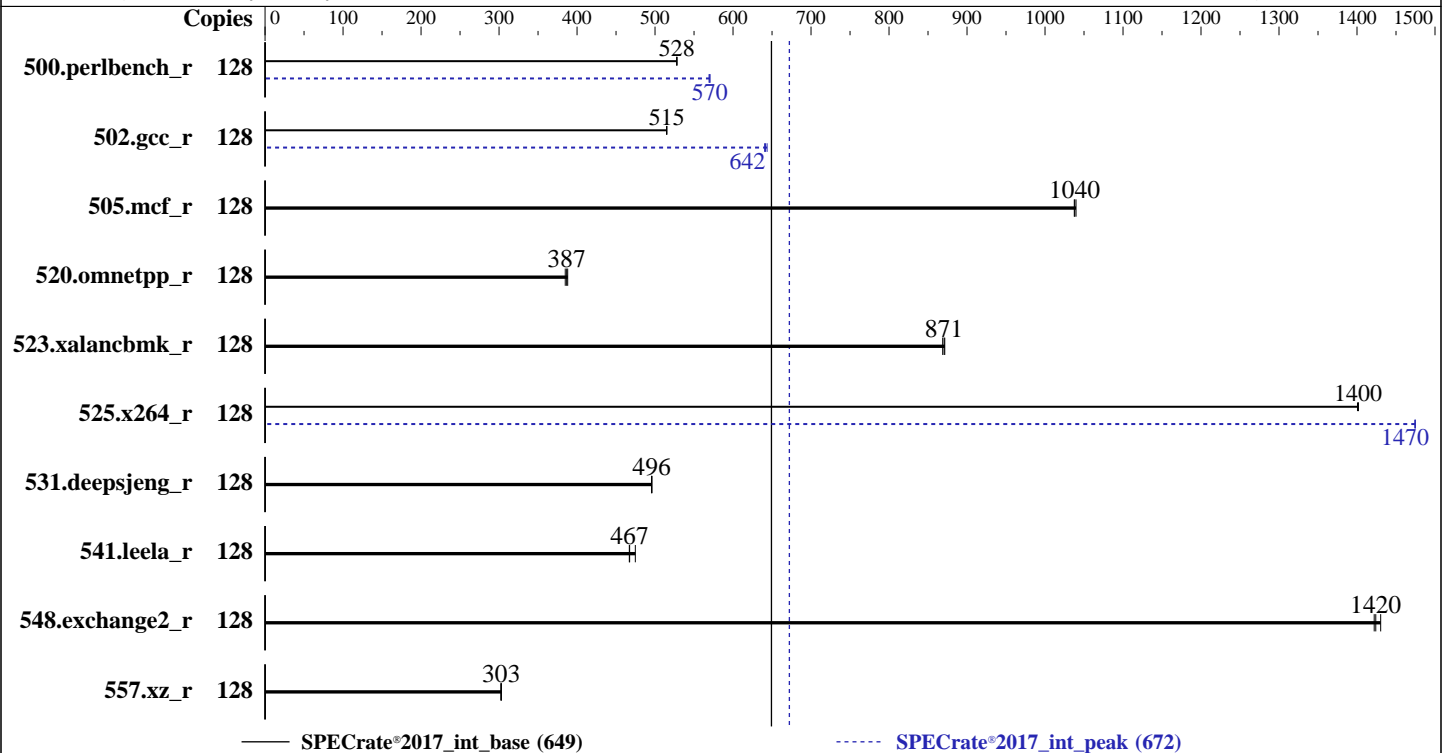 Copies 0 100 200 300 400 500 600 700 800 900 1000 1100 1200 1300 1400 1500
500.perlbench_r 128 528
570
502.gcc_r 128 515
642
505.mcf_r 128 1040
520.omnetpp_r 128 387
523.xalancbmk_r 128 871
525.x264_r 128 1400
1470
531.deepsjeng_r 128 496
541.leela_r 128 467
548.exchange2_r 128 1420
557.xz_r 128 303
SPECrate®2017_int_base (649) SPECrate®2017_int_peak (672)